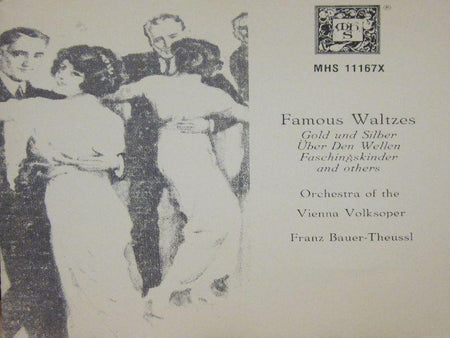 MHS
®
MHS 11167X
Famous Waltzes
Gold und Silber
Über Den Wellen
Faschingskinder
and others
Orchestra of the
Vienna Volksoper
Franz Bauer-Theussl